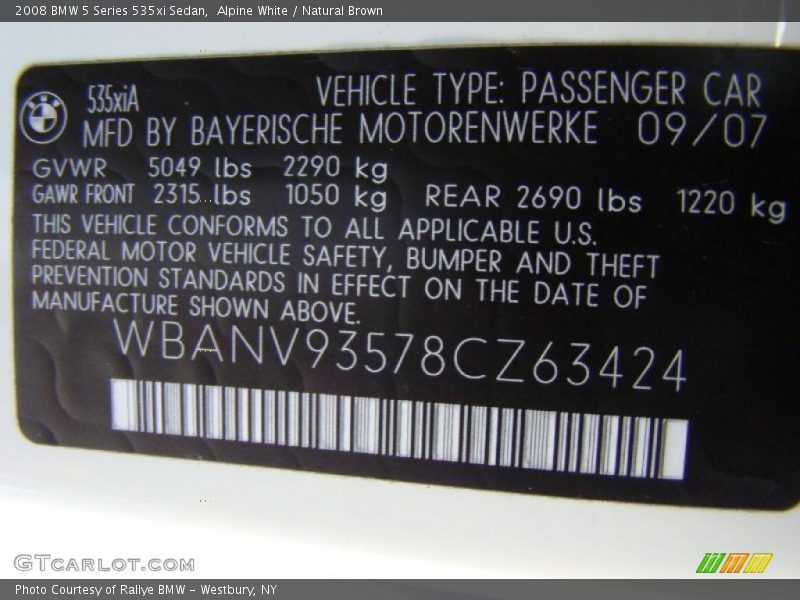 2008 BMW 5 Series 535xi Sedan,  Alpine White / Natural Brown
535xiA
VEHICLE TYPE: PASSENGER CAR
MFD BY BAYERISCHE MOTORENWERKE 09/07
GVWR 5049 lbs 2290 kg
GAWR FRONT 2315 lbs 1050 kg REAR 2690 lbs 1220 kg
THIS VEHICLE CONFORMS TO ALL APPLICABLE U.S.
FEDERAL MOTOR VEHICLE SAFETY, BUMPER AND THEFT
PREVENTION STANDARDS IN EFFECT ON THE DATE OF
MANUFACTURE SHOWN ABOVE.
WBANV93578CZ63424
GTCARLOT.COM
Photo Courtesy of Rallye BMW - Westbury, NY